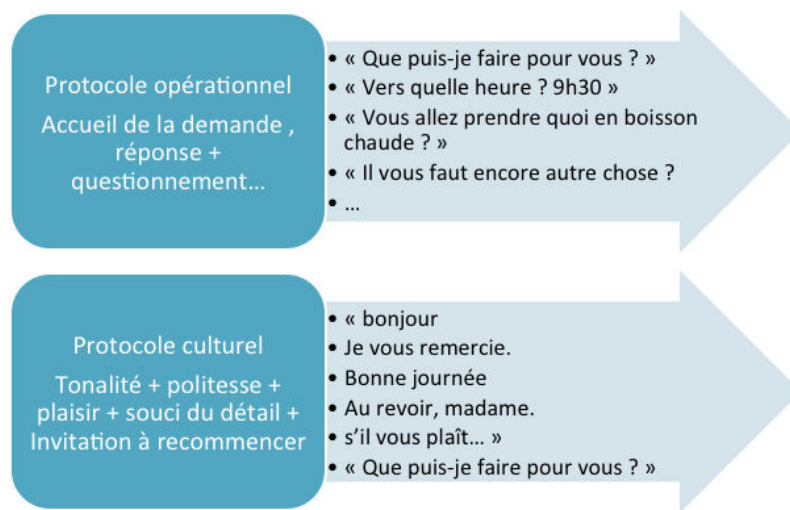 Protocole opérationnel
Accueil de la demande ,
réponse +
questionnement...
• « Que puis-je faire pour vous ? »
• « Vers quelle heure ? 9h30 »
• « Vous allez prendre quoi en boisson
chaude ? »
• « Il vous faut encore autre chose ?
• ...
Protocole culturel
Tonalité + politesse +
plaisir + souci du détail +
Invitation à recommencer
• « bonjour
• Je vous remercie.
• Bonne journée
• Au revoir, madame.
• s’il vous plaît... »
• « Que puis-je faire pour vous ? »